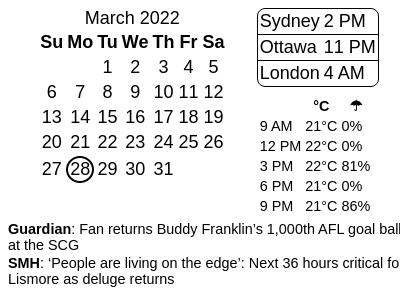 March 2022
Su Mo Tu We Th Fr Sa
1 2 3 4 5
6 7 8 9 10 11 12
13 14 15 16 17 18 19
20 21 22 23 24 25 26
27 28 29 30 31
Sydney 2 PM
Ottawa 11 PM
London 4 AM
°C ☂
9 AM 21°C 0%
12 PM 22°C 0%
3 PM 22°C 81%
6 PM 21°C 0%
9 PM 21°C 86%
Guardian: Fan returns Buddy Franklin’s 1,000th AFL goal ball
at the SCG
SMH: ‘People are living on the edge’: Next 36 hours critical fo
Lismore as deluge returns